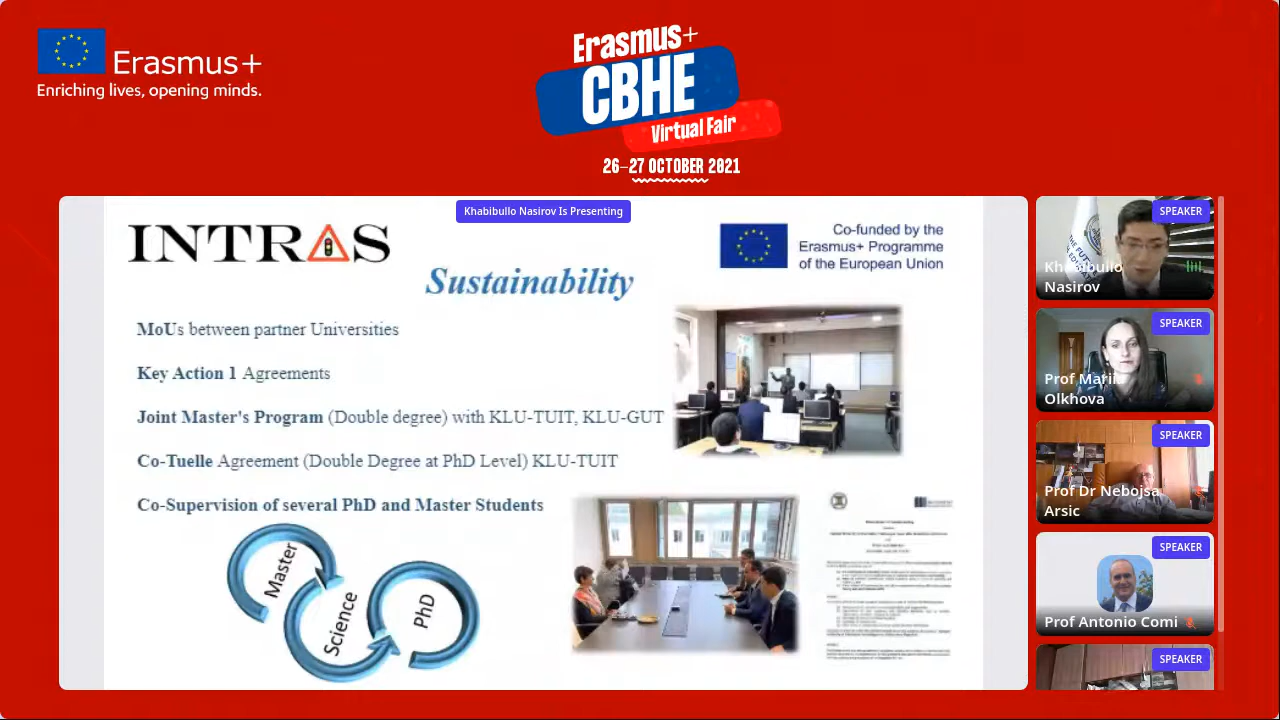 Erasmus+
Enriching lives, opening minds.
Erasmus+
CBHE
Virtual Fair
26–27 OCTOBER 2021
Khabibullo Nasirov Is Presenting
INTRAS
Co-funded by the
Erasmus+ Programme
of the European Union
Sustainability
MoUs between partner Universities
Key Action 1 Agreements
Joint Master's Program (Double degree) with KLU-TUIT, KLU-GUT
Co-Tuelle Agreement (Double Degree at PhD Level) KLU-TUIT
Co-Supervision of several PhD and Master Students
Master
Science
PhD
SPEAKER
Khabibullo
Nasirov
SPEAKER
Prof Mariia
Olkhova
SPEAKER
Prof Dr Nebojsa
Arsic
SPEAKER
Prof Antonio Comi
SPEAKER